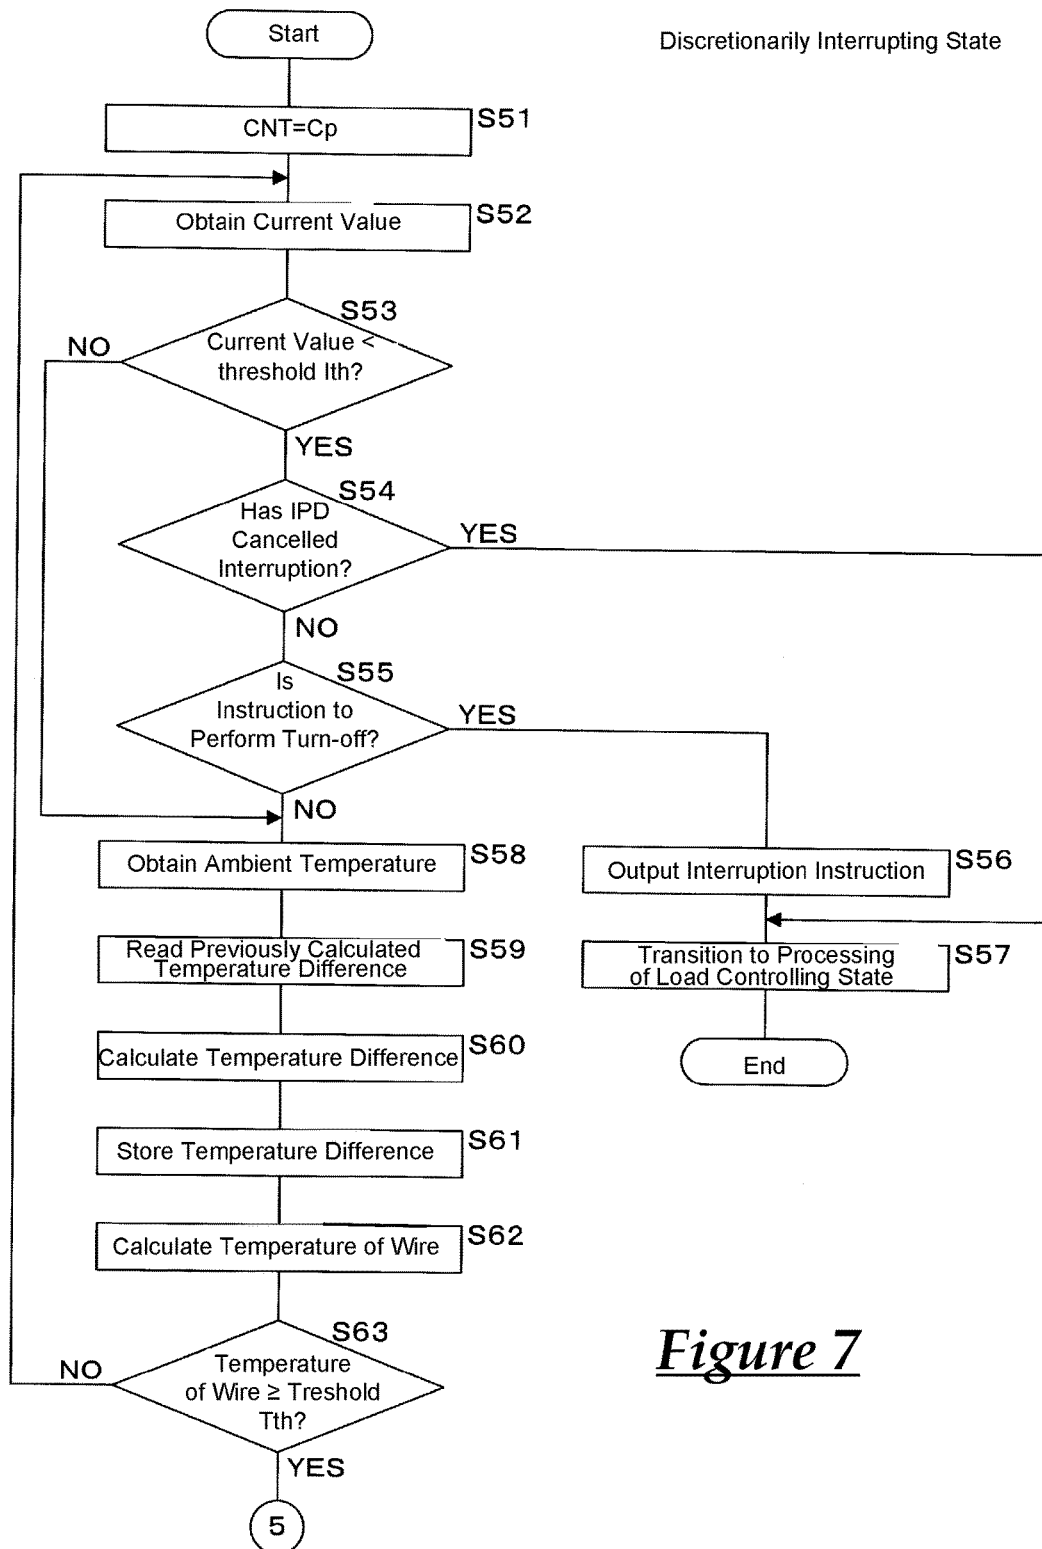 Start
Discretionarily Interrupting State
CNT=Cp
S51
Obtain Current Value
S52
S53
Current Value <
threshold Ith?
NO
YES
S54
Has IPD
Cancelled
Interruption?
YES
NO
S55
Is
Instruction to
Perform Turn-off?
YES
NO
Obtain Ambient Temperature
S58
Output Interruption Instruction
S56
Read Previously Calculated
Temperature Difference
S59
Transition to Processing
of Load Controlling State
S57
Calculate Temperature Difference
S60
End
Store Temperature Difference
S61
Calculate Temperature of Wire
S62
S63
Temperature
of Wire ≥ Treshold
Tth?
NO
YES
5
Figure 7